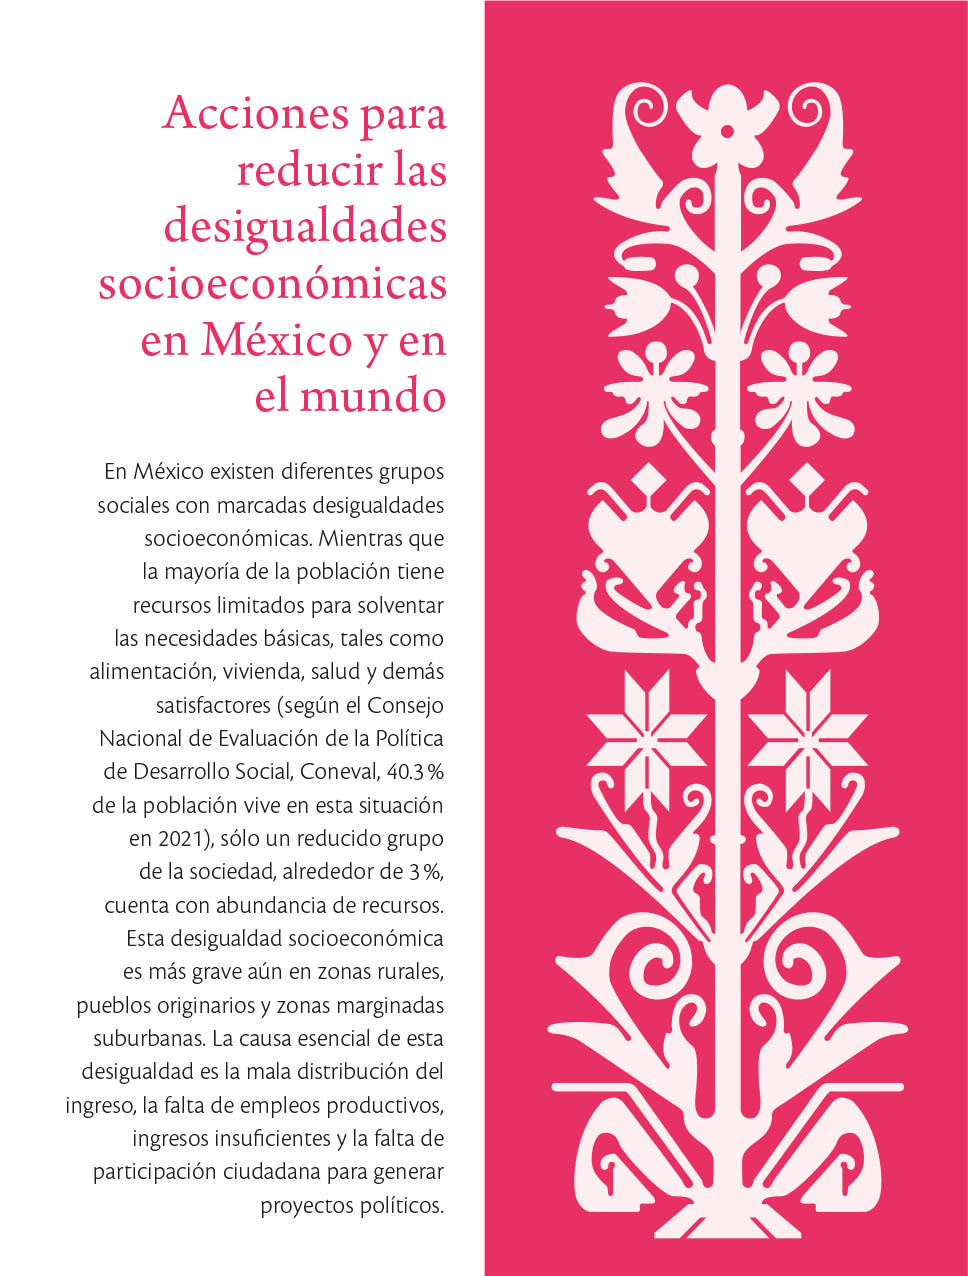 Acciones para
reducir las
desigualdades
socioeconómicas
en México y en
el mundo
En México existen diferentes grupos
sociales con marcadas desigualdades
socioeconómicas. Mientras que
la mayoría de la población tiene
recursos limitados para solventar
las necesidades básicas, tales como
alimentación, vivienda, salud y demás
satisfactores (según el Consejo
Nacional de Evaluación de la Política
de Desarrollo Social, Coneval, 40.3 %
de la población vive en esta situación
en 2021), sólo un reducido grupo
de la sociedad, alrededor de 3 %,
cuenta con abundancia de recursos.
Esta desigualdad socioeconómica
es más grave aún en zonas rurales,
pueblos originarios y zonas marginadas
suburbanas. La causa esencial de esta
desigualdad es la mala distribución del
ingreso, la falta de empleos productivos,
ingresos insuficientes y la falta de
participación ciudadana para generar
proyectos políticos.